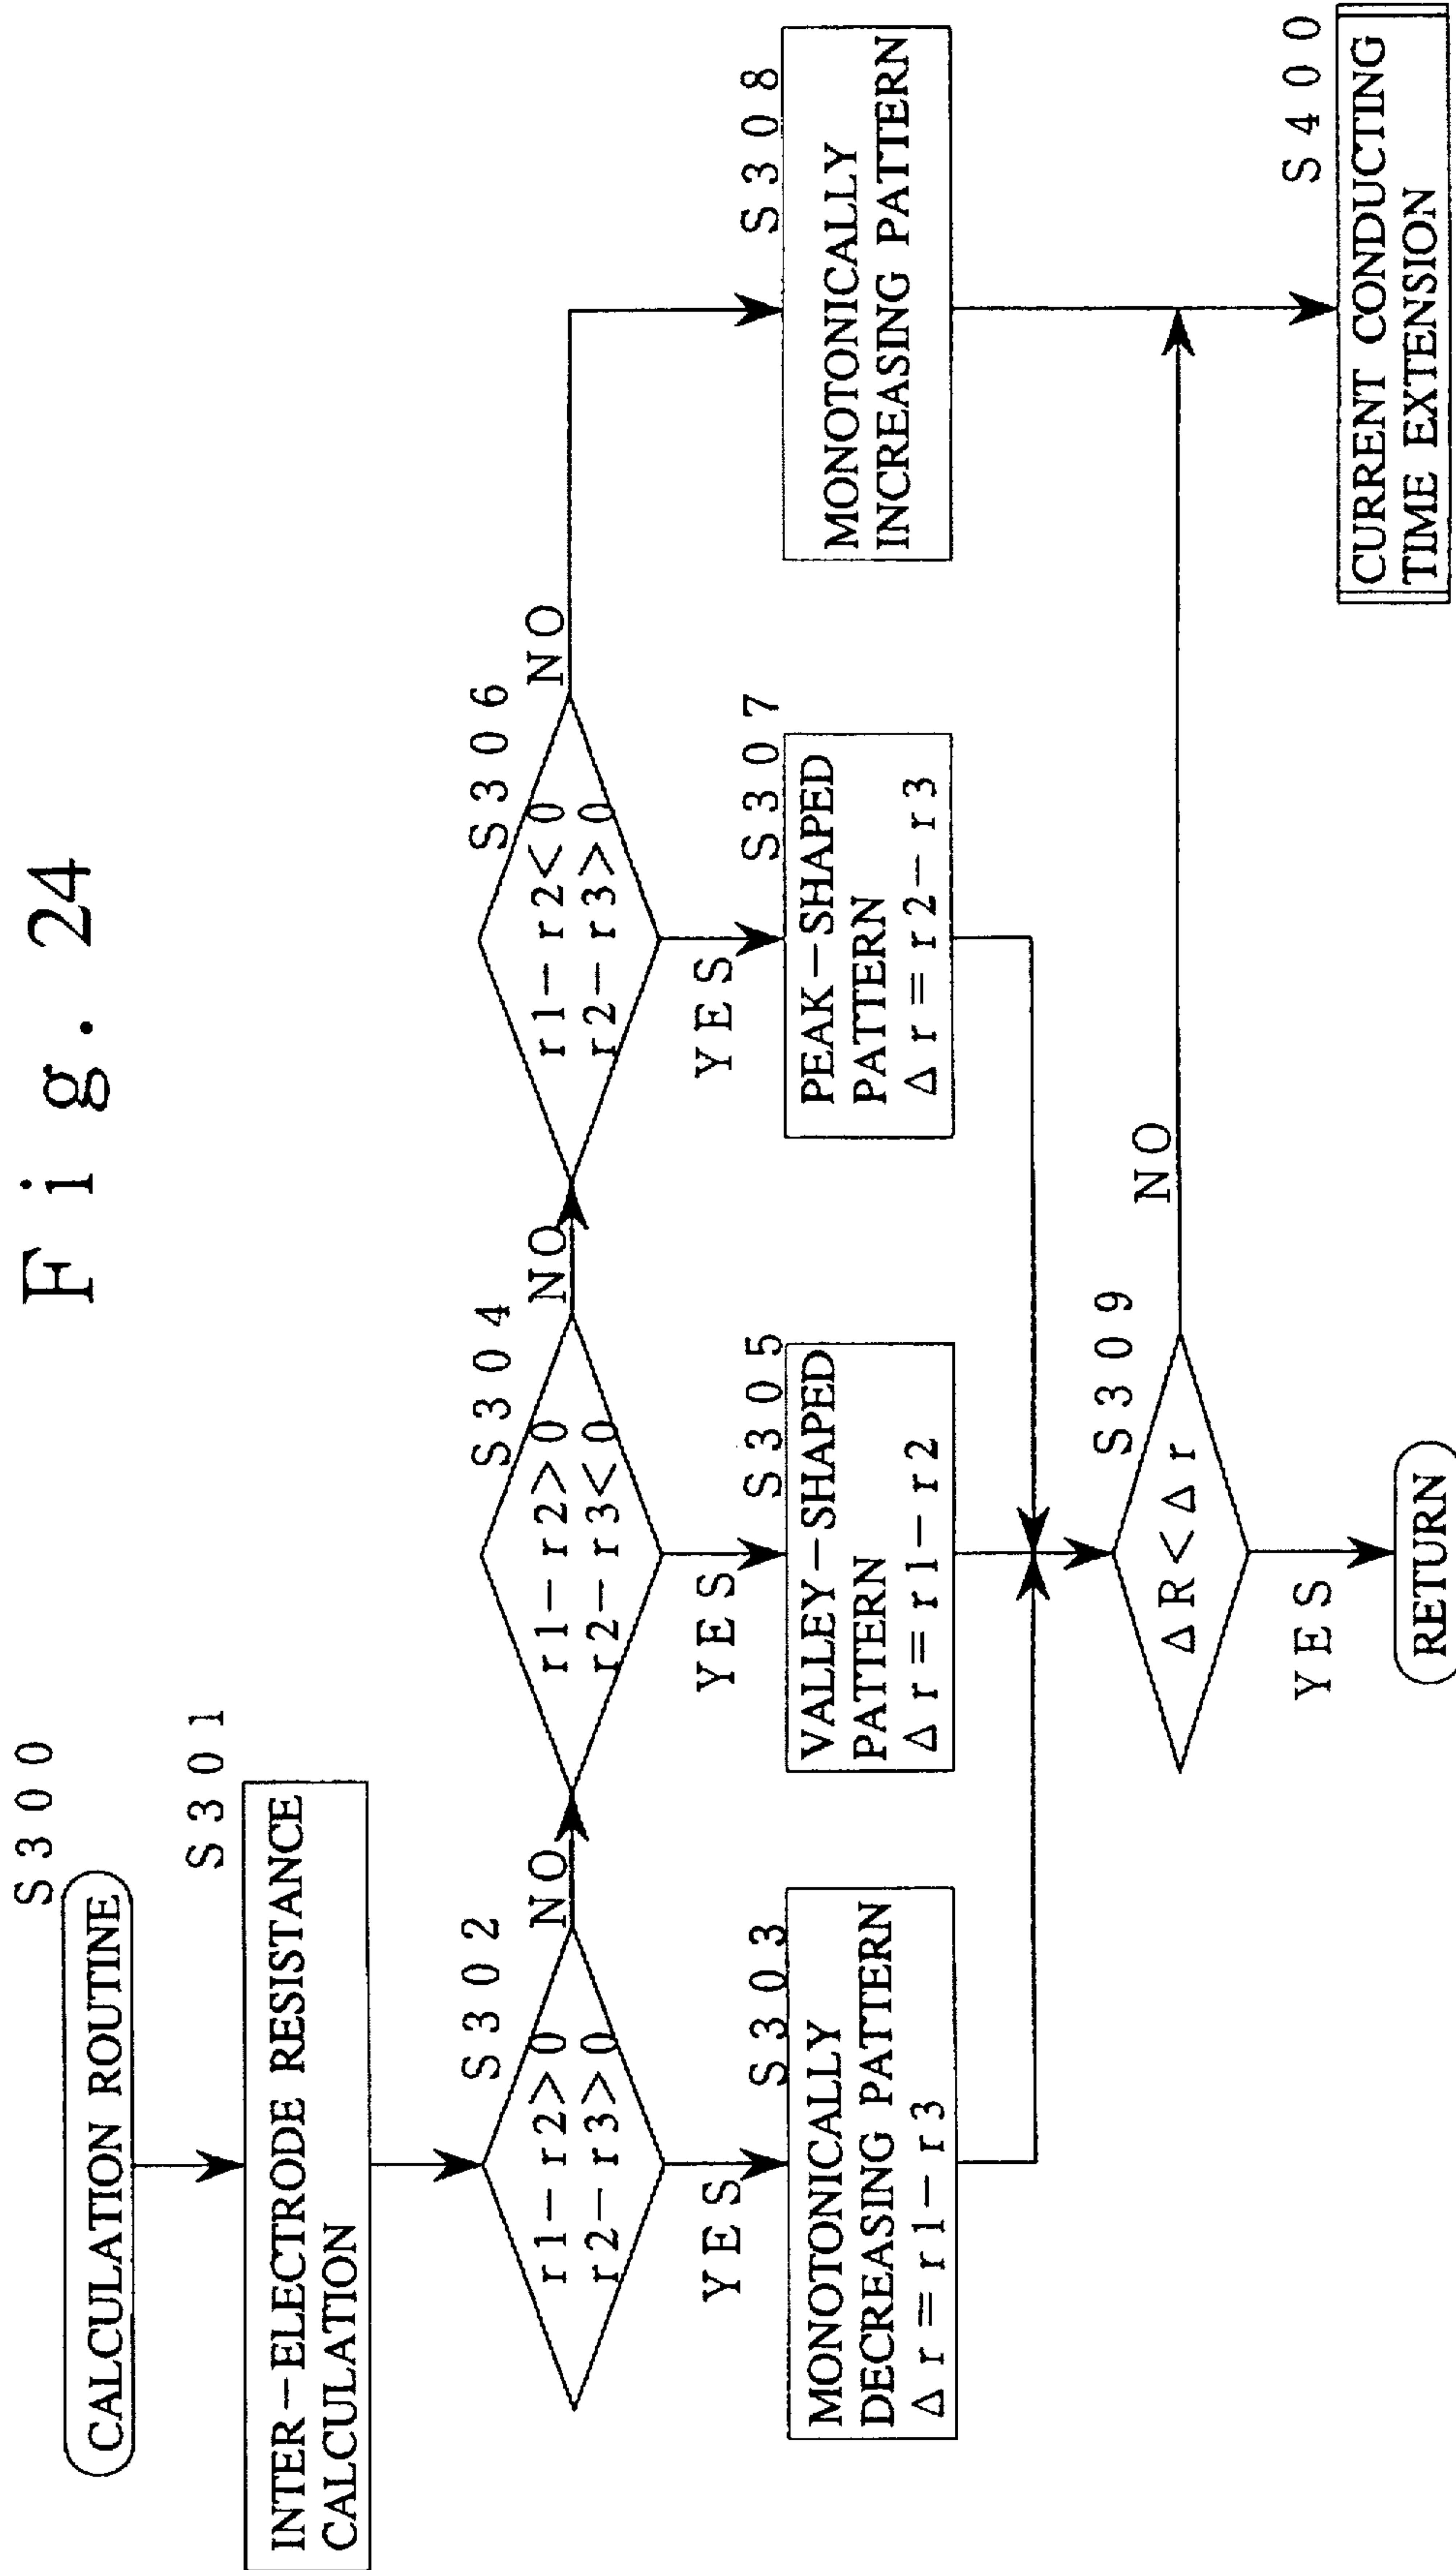 Fig. 24
S300
CALCULATION ROUTINE
S301
INTER-ELECTRODE RESISTANCE
CALCULATION
S302
r1-r2>0
r2-r3>0
NO
YES
S304
r1-r2>0
r2-r3<0
NO
YES
S306
r1-r2<0
r2-r3>0
NO
YES
S303
MONOTONICALLY
DECREASING PATTERN
Δr=r1-r3
S305
VALLEY-SHAPED
PATTERN
Δr=r1-r2
S307
PEAK-SHAPED
PATTERN
Δr=r2-r3
S308
MONOTONICALLY
INCREASING PATTERN
S309
ΔR<Δr
NO
YES
RETURN
S400
CURRENT CONDUCTING
TIME EXTENSION